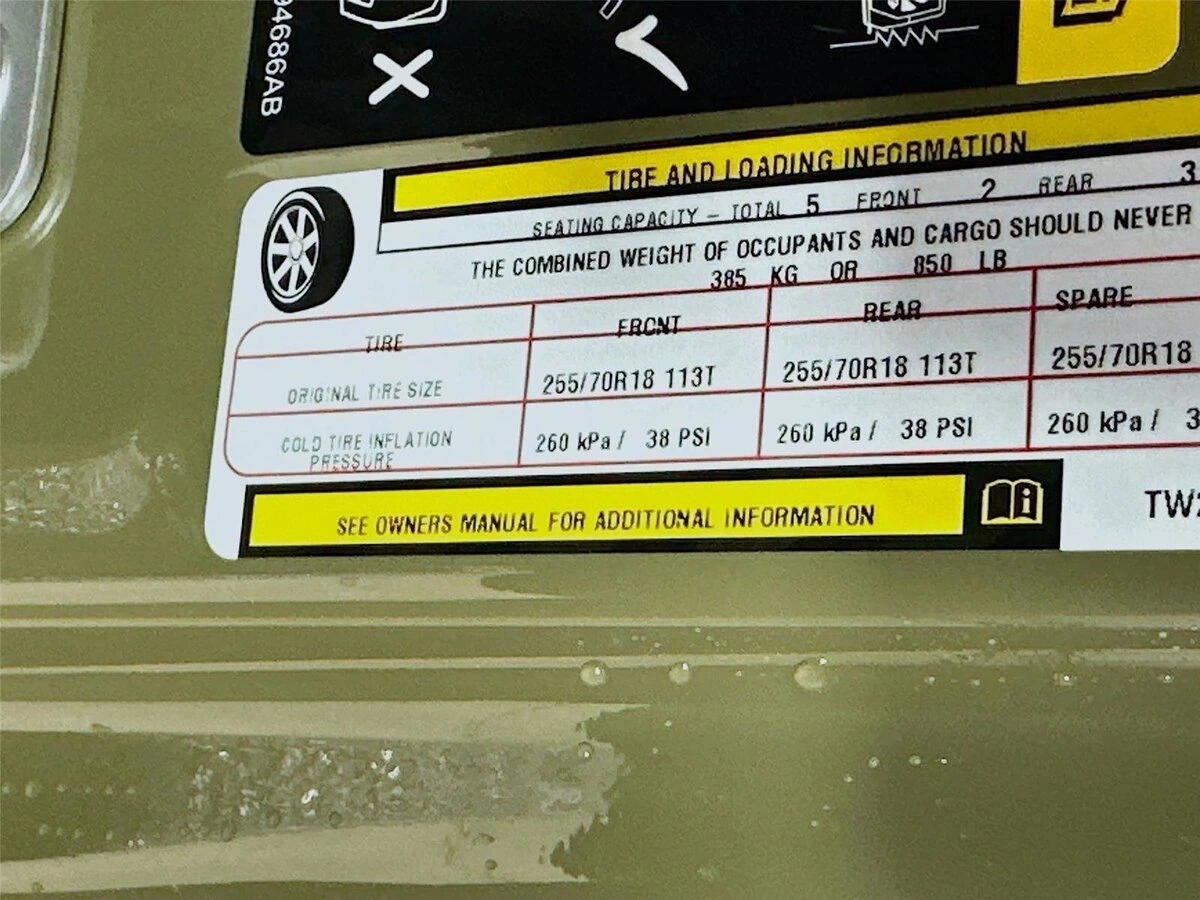 94686AB
TIRE AND LOADING INFORMATION
SEATING CAPACITY – TOTAL 5 FRONT 2 REAR 3
THE COMBINED WEIGHT OF OCCUPANTS AND CARGO SHOULD NEVER
385 KG OR 850 LB
TIRE FRONT REAR SPARE
ORIGINAL TIRE SIZE 255/70R18 113T 255/70R18 113T 255/70R18
COLD TIRE INFLATION PRESSURE 260 kPa / 38 PSI 260 kPa / 38 PSI 260 kPa / 3
SEE OWNERS MANUAL FOR ADDITIONAL INFORMATION
TW